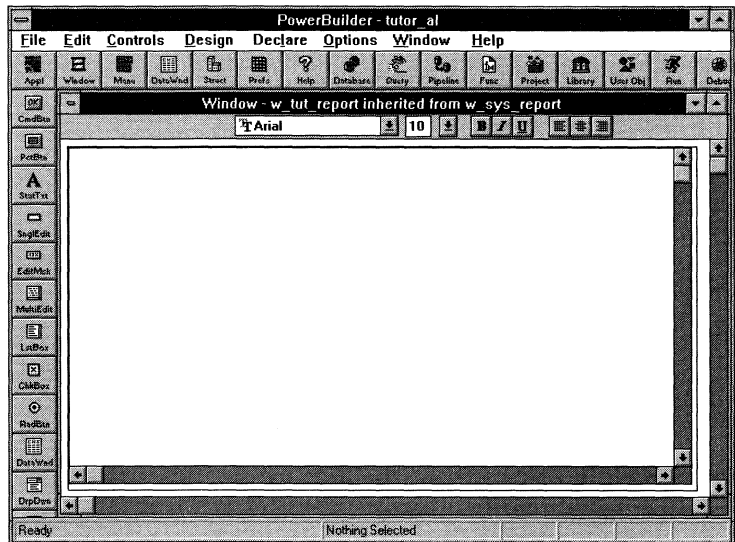 PowerBuilder - tutor_al
File Edit Controls Design Declare Options Window Help
Appl Window Menu DataWnd Struct Prefs Help Database Query Pipeline Func Project Library User Obj Run Debug
Window - w_tut_report inherited from w_sys_report
Arial 10 B I U
CmdBtn
PctBtn
A
StatTxt
SnglEdit
EditMsk
MultiEdit
LstBox
ChkBox
RadBtn
DataWnd
DrpDwn
Ready Nothing Selected